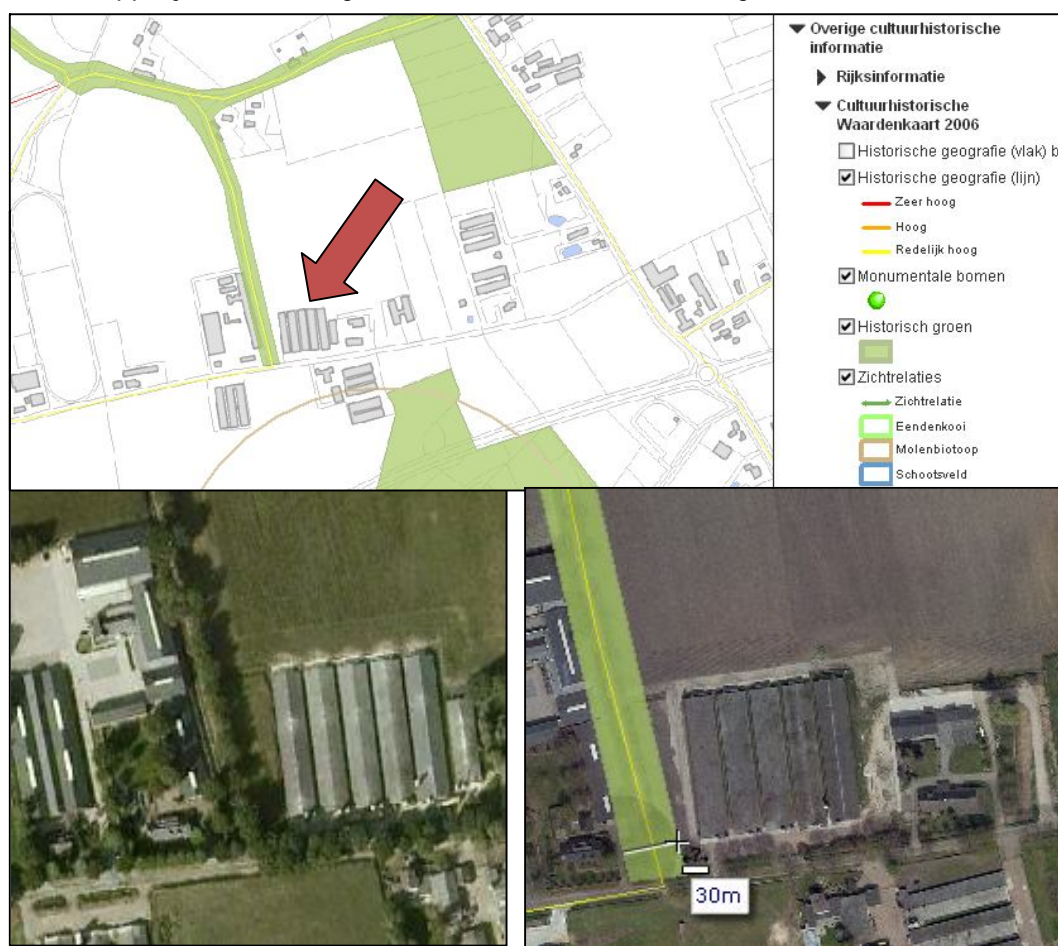 Overige cultuurhistorische
informatie
Rijksinformatie
Cultuurhistorische
Waardenkaart 2006
Historische geografie (vlak) b
Historische geografie (lijn)
Zeer hoog
Hoog
Redelijk hoog
Monumentale bomen
Historisch groen
Zichtrelaties
Zichtrelatie
Eendenkooi
Molenbiotoop
Schootsveld
30m